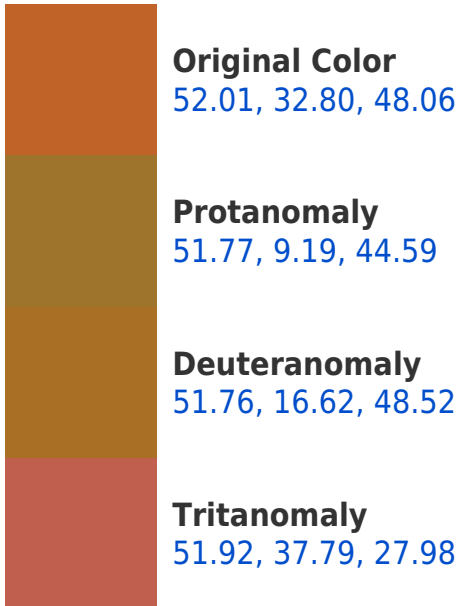 Original Color
52.01, 32.80, 48.06
Protanomaly
51.77, 9.19, 44.59
Deuteranomaly
51.76, 16.62, 48.52
Tritanomaly
51.92, 37.79, 27.98